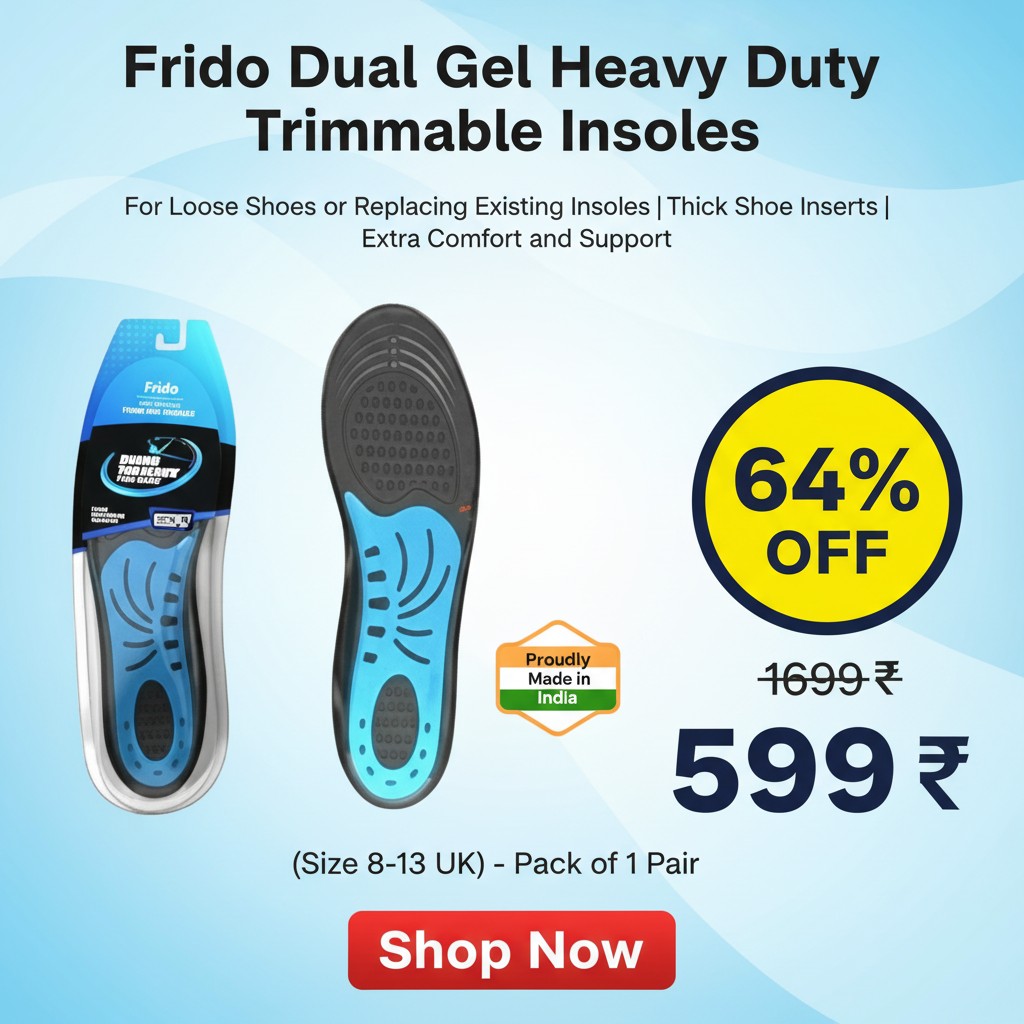 Frido Dual Gel Heavy Duty
Trimmable Insoles
For Loose Shoes or Replacing Existing Insoles | Thick Shoe Inserts |
Extra Comfort and Support
Frido
64%
OFF
Proudly
Made in
India
1699 ₹
599 ₹
(Size 8-13 UK) - Pack of 1 Pair
Shop Now